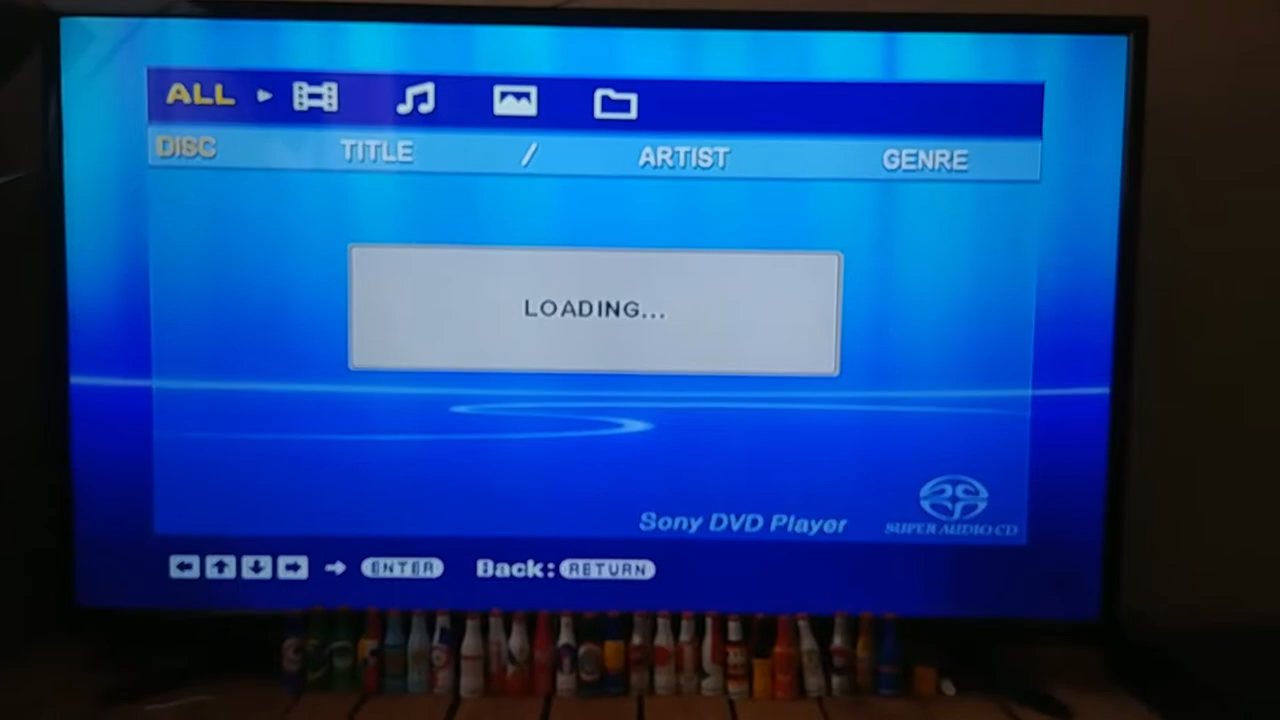 ALL
DISC TITLE / ARTIST GENRE
LOADING...
Sony DVD Player
SUPER AUDIO CD
ENTER Back: RETURN